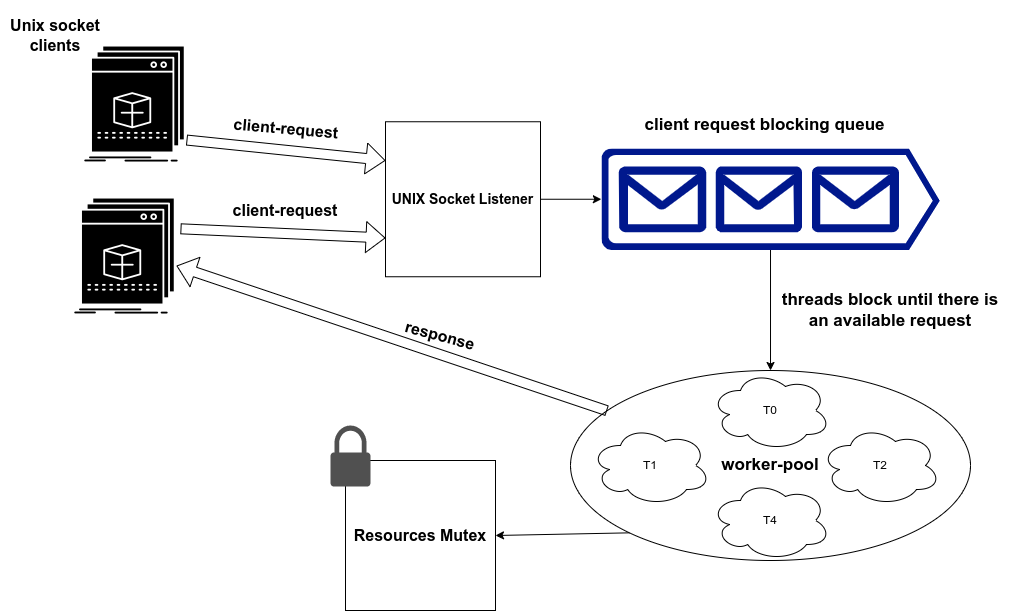 Unix socket
clients
client-request
client request blocking queue
UNIX Socket Listener
client-request
threads block until there is
an available request
response
T0
T1
worker-pool
T2
T4
Resources Mutex